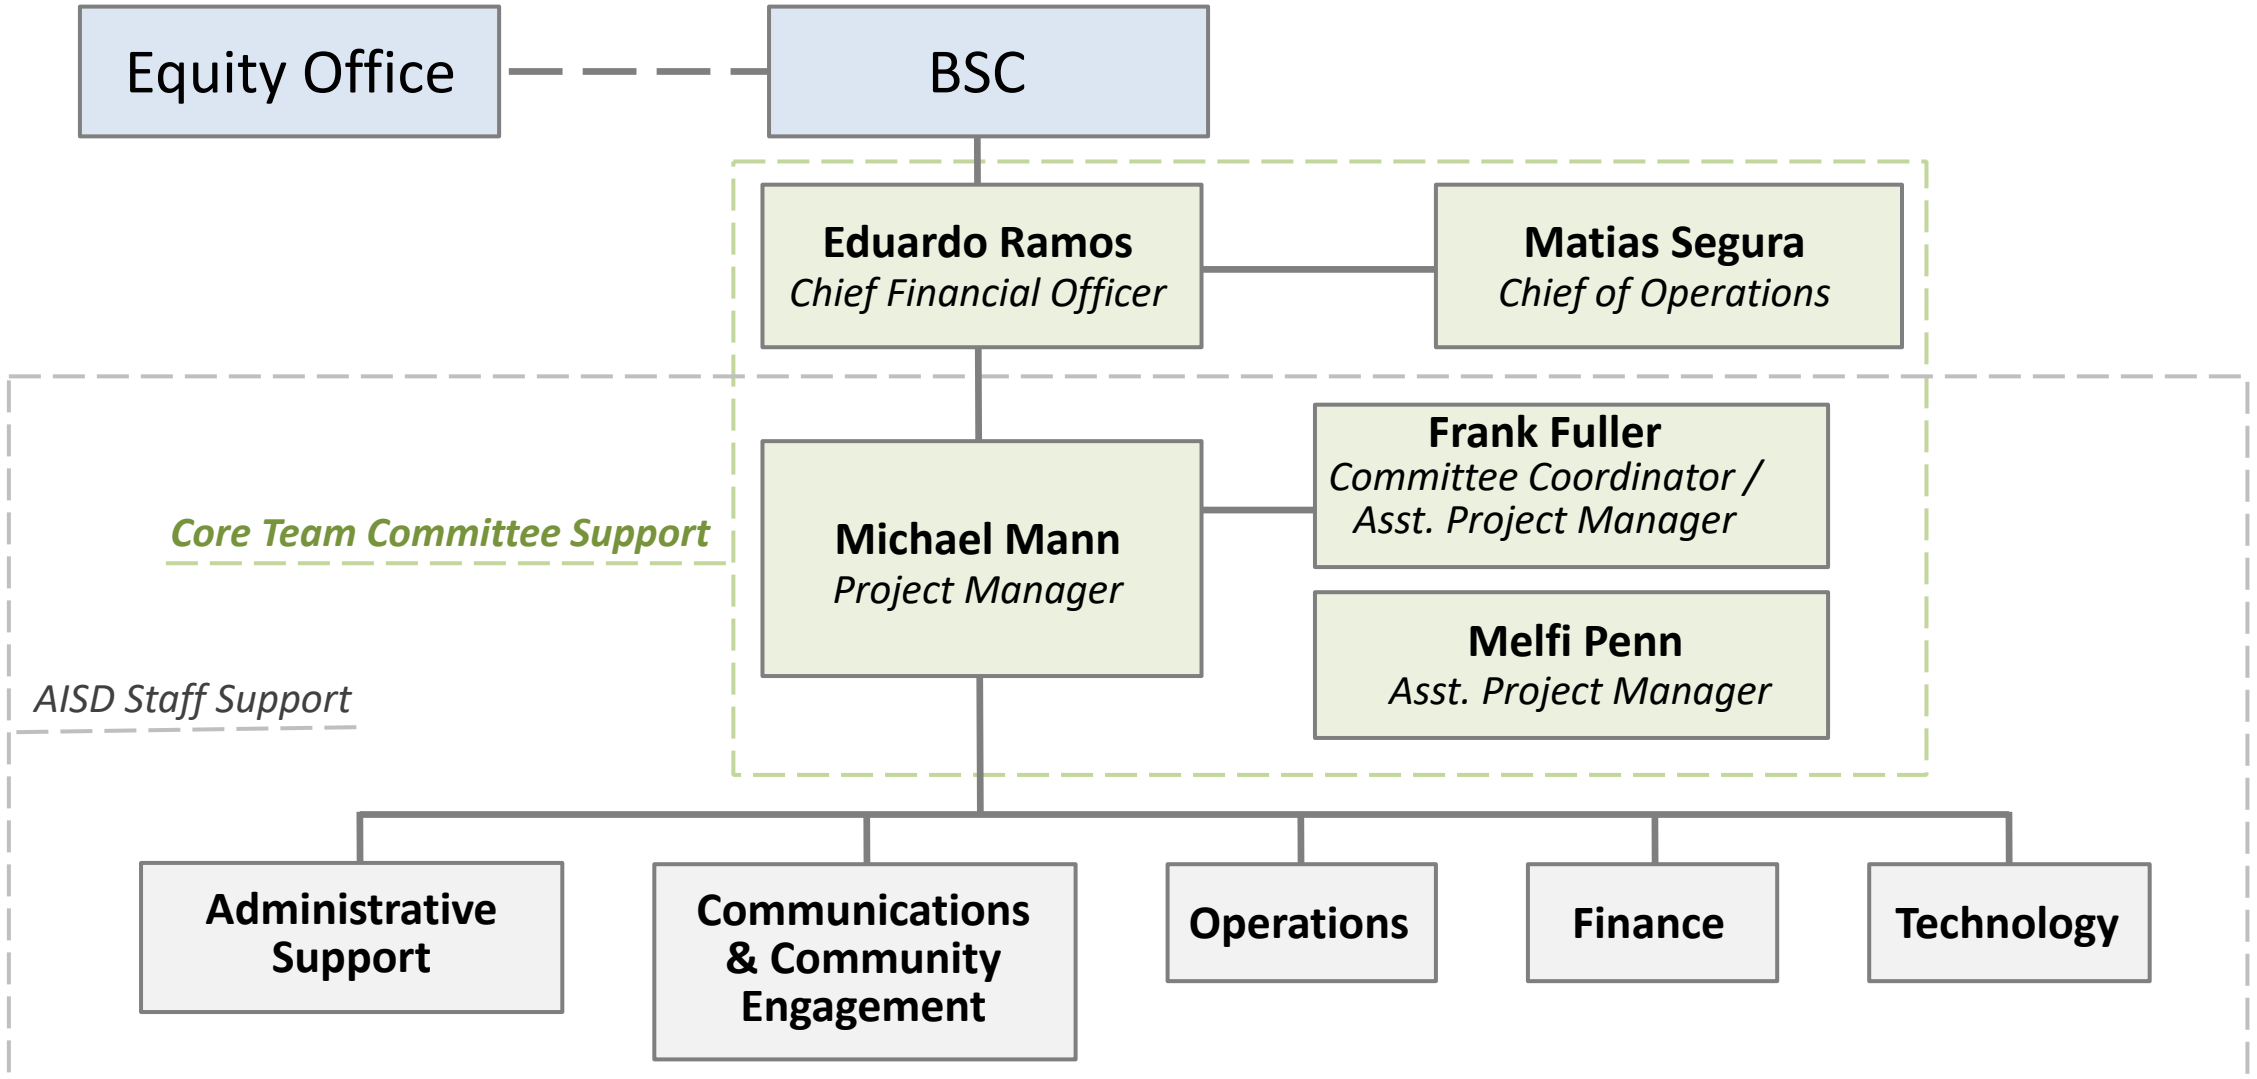 Equity Office
BSC
Eduardo Ramos
Chief Financial Officer
Matias Segura
Chief of Operations
Frank Fuller
Committee Coordinator /
Asst. Project Manager
Core Team Committee Support
Michael Mann
Project Manager
Melfi Penn
Asst. Project Manager
AISD Staff Support
Administrative
Support
Communications
& Community
Engagement
Operations
Finance
Technology